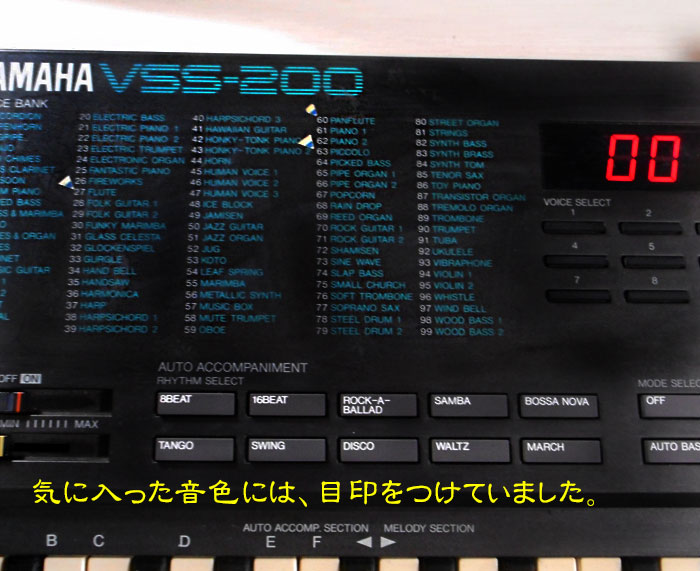 YAMAHA VSS-200
VOICE BANK
20 ELECTRIC BASS
21 ELECTRIC PIANO 1
22 ELECTRIC PIANO
23 ELECTRIC TRUMPET
24 ELECTRONIC ORGAN
25 FANTASTIC PIANO
26 FIREWORKS
27 FLUTE
28 FOLK GUITAR 1
29 FOLK GUITAR 2
30 FUNKY MARIMBA
31 GLASS CELESTA
32 GLOCKENSPIEL
33 GURGLE
34 HAND BELL
35 HANDSAW
36 HARMONICA
37 HARP
38 HARPSICHORD 1
39 HARPSICHORD 2
40 HARPSICHORD 3
41 HAWAIIAN GUITAR
42 HONKY-TONK PIANO
43 HONKY-TONK PIANO 2
44 HORN
45 HUMAN VOICE 1
46 HUMAN VOICE 2
47 HUMAN VOICE 3
48 ICE BLOCK
49 JAMISEN
50 JAZZ GUITAR
51 JAZZ ORGAN
52 JUG
53 KOTO
54 LEAF SPRING
55 MARIMBA
56 METALLIC SYNTH
57 MUSIC BOX
58 MUTE TRUMPET
59 OBOE
60 PANFLUTE
61 PIANO 1
62 PIANO 2
63 PICCOLO
64 PICKED BASS
65 PIPE ORGAN 1
66 PIPE ORGAN 2
67 POPCORN
68 RAIN DROP
69 REED ORGAN
70 ROCK GUITAR 1
71 ROCK GUITAR 2
72 SHAMISEN
73 SINE WAVE
74 SLAP BASS
75 SMALL CHURCH
76 SOFT TROMBONE
77 SOPRANO SAX
78 STEEL DRUM 1
79 STEEL DRUM 2
80 STREET ORGAN
81 STRINGS
82 SYNTH BASS
83 SYNTH BRASS
84 SYNTH TOM
85 TENOR SAX
86 TOY PIANO
87 TRANSISTOR ORGAN
88 TREMOLO ORGAN
89 TROMBONE
90 TRUMPET
91 TUBA
92 UKULELE
93 VIBRAPHONE
94 VIOLIN 1
95 VIOLIN 2
96 WHISTLE
97 WIND BELL
98 WOOD BASS 1
99 WOOD BASS 2
00
VOICE SELECT
1 2
4 5
7 8
AUTO ACCOMPANIMENT
RHYTHM SELECT
8BEAT 16BEAT ROCK-A-BALLAD SAMBA BOSSA NOVA
TANGO SWING DISCO WALTZ MARCH
MODE SELEC
OFF
AUTO BAS
OFF ON
MIN MAX
気に入った音色には、目印をつけていました。
AUTO ACCOMP. SECTION MELODY SECTION
B C D E F